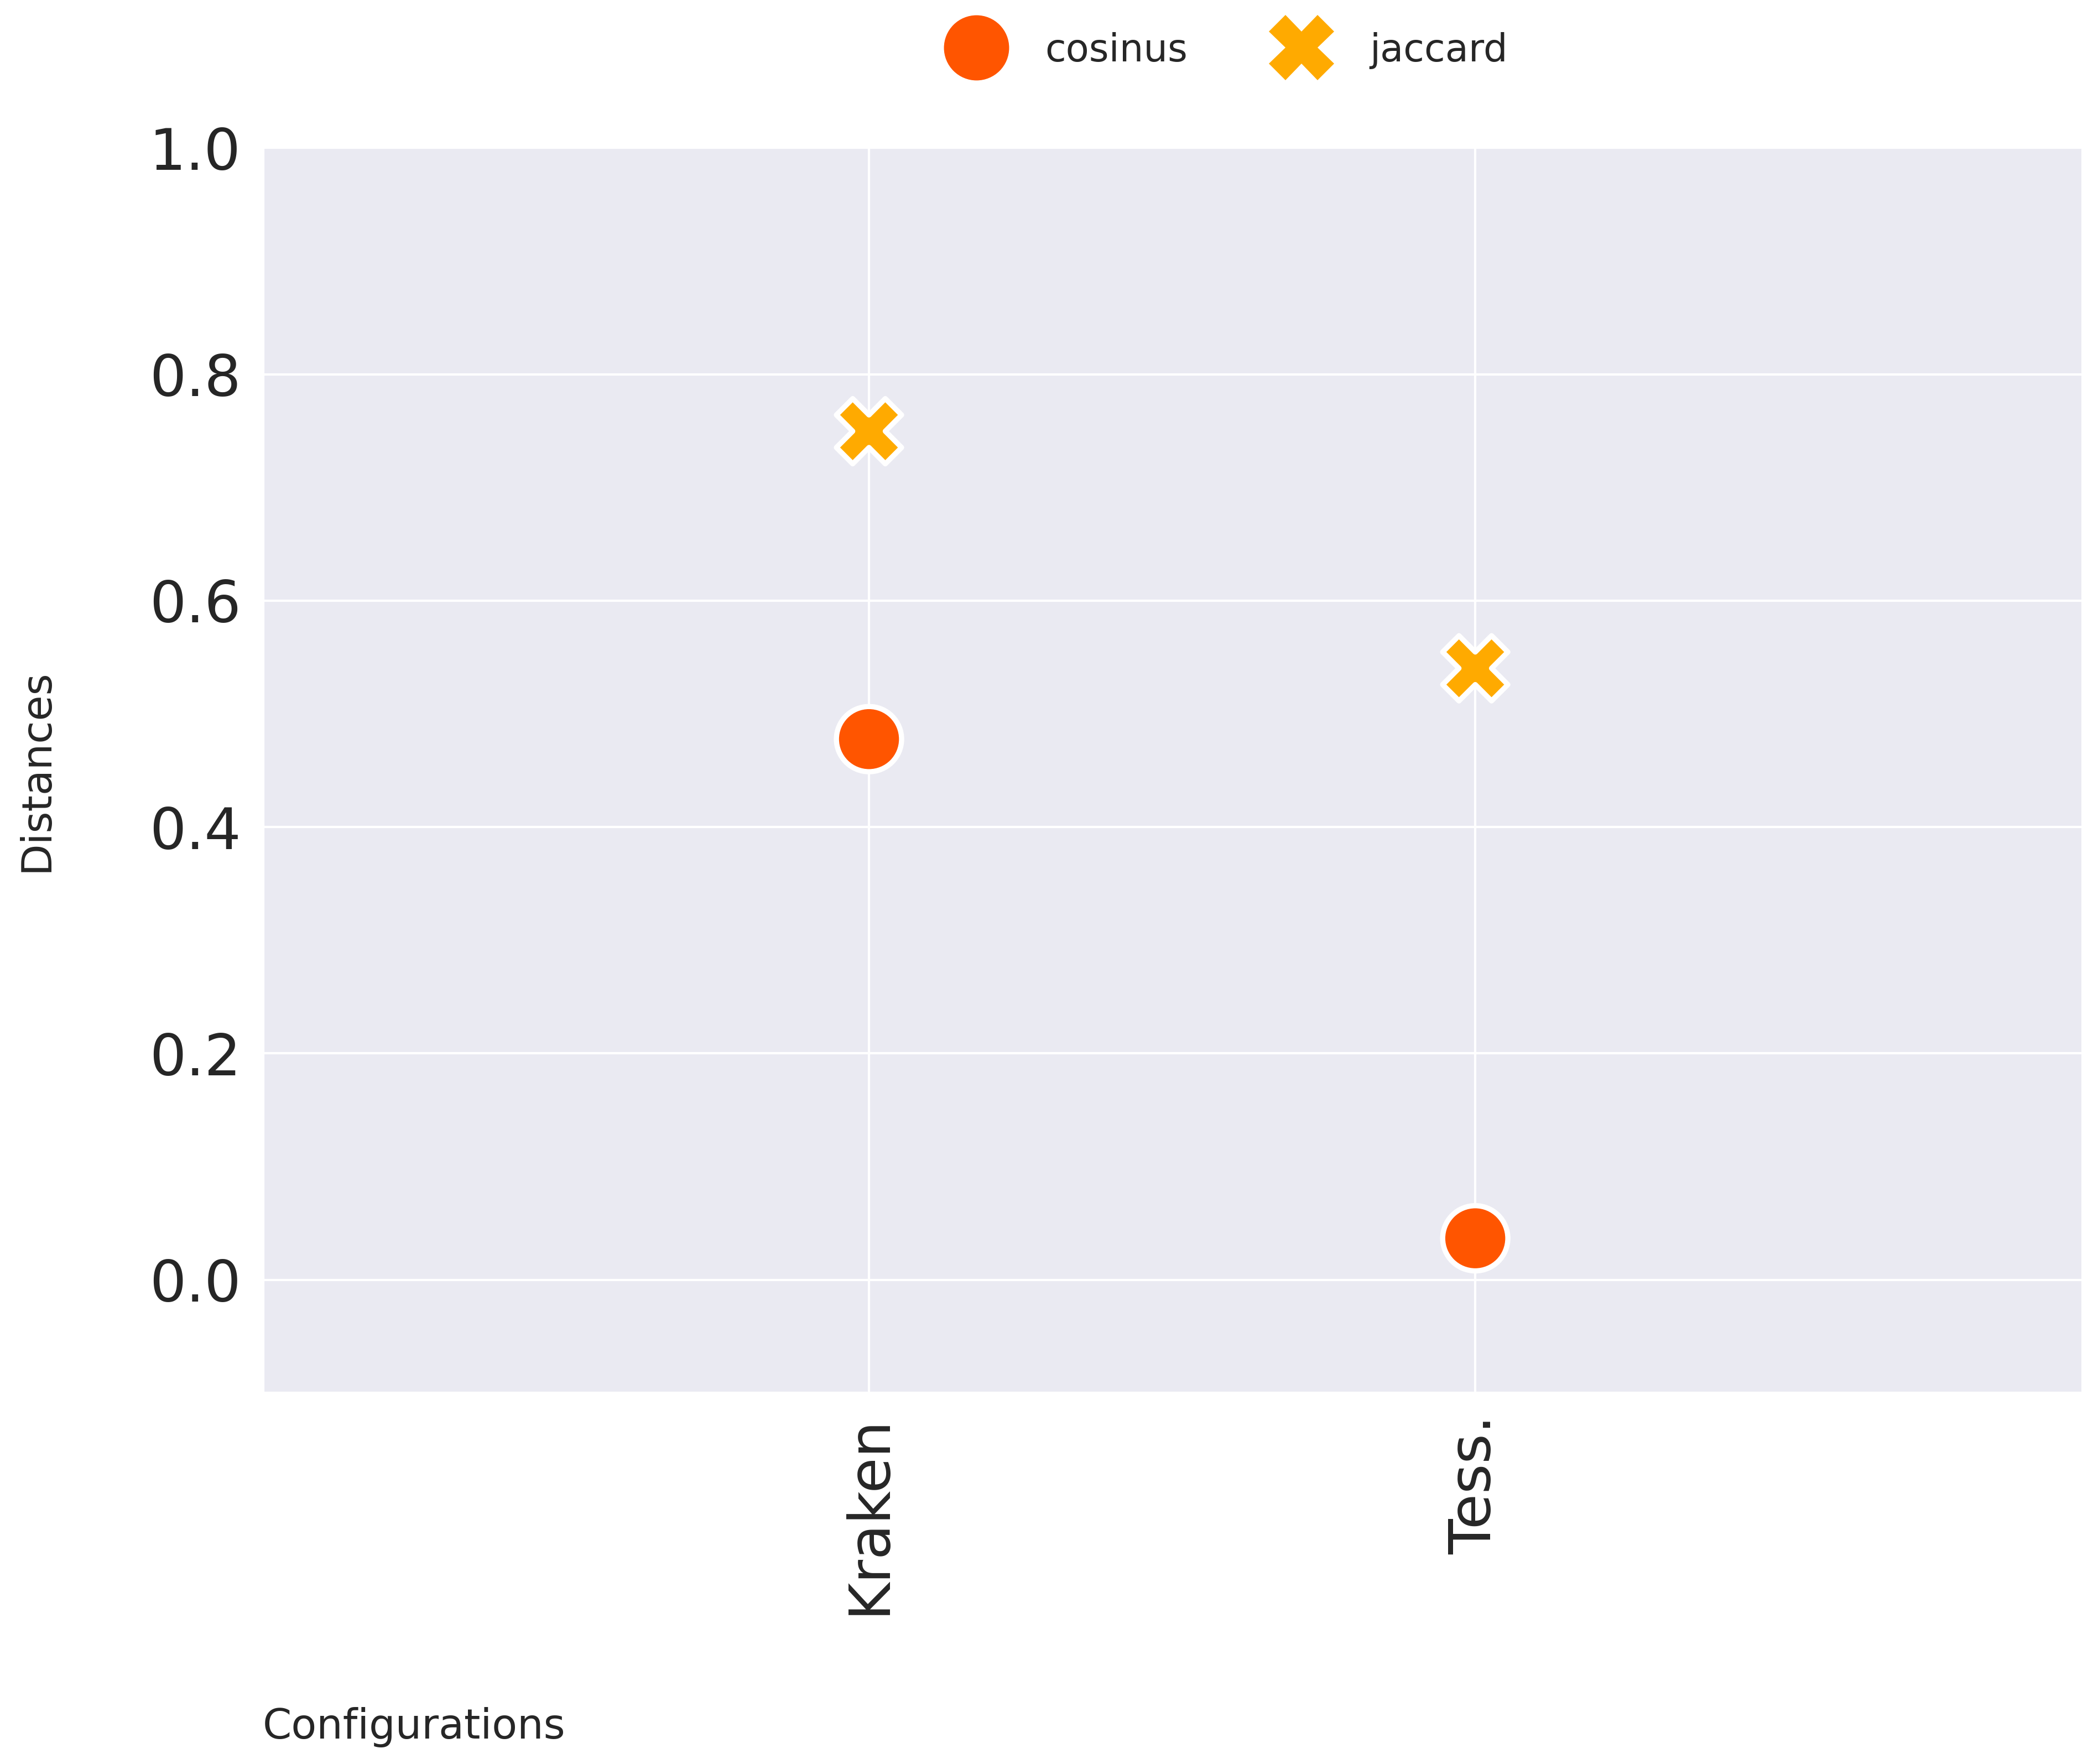 cosinus jaccard
1.0
0.8
0.6
0.4
0.2
0.0
Distances
Kraken
Tess.
Configurations